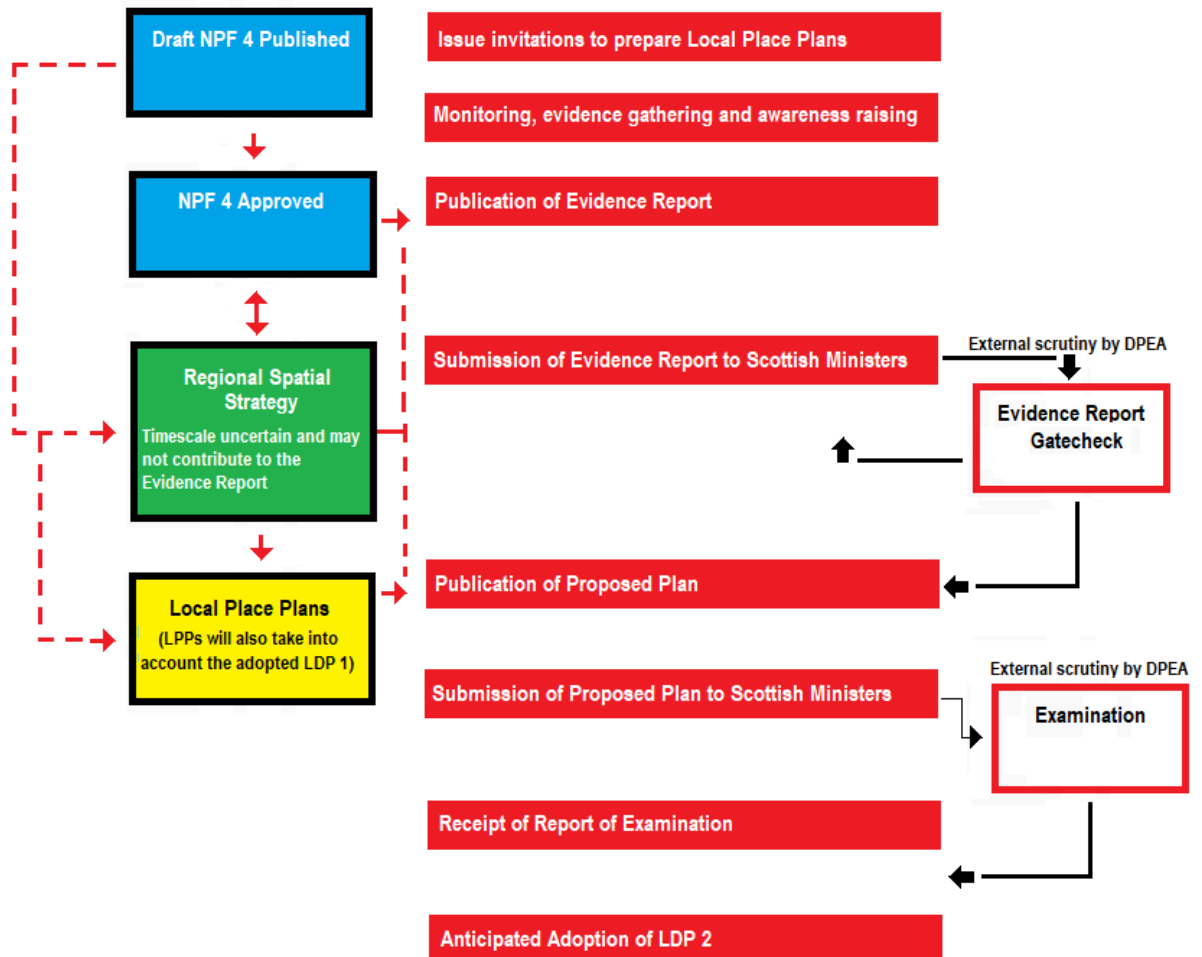 Draft NPF 4 Published
Issue invitations to prepare Local Place Plans
Monitoring, evidence gathering and awareness raising
NPF 4 Approved
Publication of Evidence Report
Regional Spatial
Strategy
Timescale uncertain and may
not contribute to the
Evidence Report
Submission of Evidence Report to Scottish Ministers
External scrutiny by DPEA
Evidence Report
Gatecheck
Local Place Plans
(LPPs will also take into
account the adopted LDP 1)
Publication of Proposed Plan
Submission of Proposed Plan to Scottish Ministers
External scrutiny by DPEA
Examination
Receipt of Report of Examination
Anticipated Adoption of LDP 2